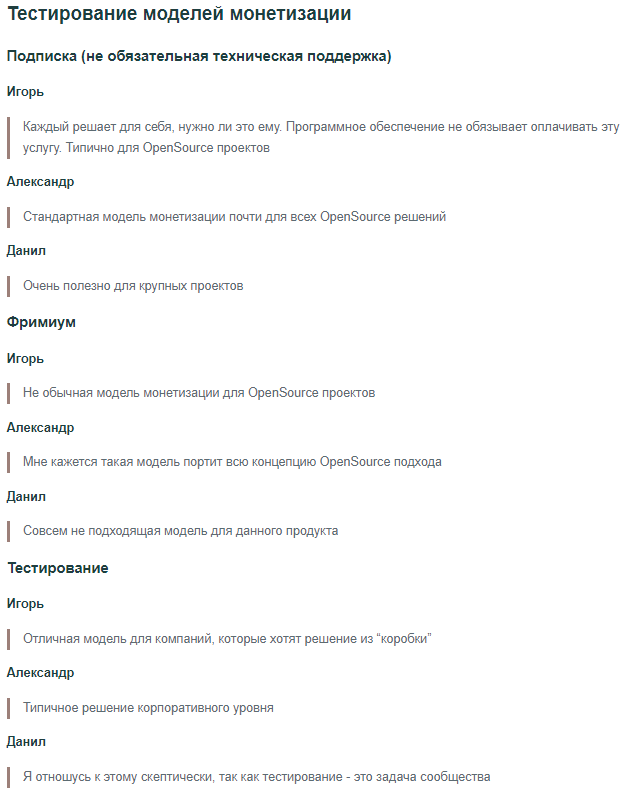 Тестирование моделей монетизации
Подписка (не обязательная техническая поддержка)
Игорь
Каждый решает для себя, нужно ли это ему. Программное обеспечение не обязывает оплачивать эту
услугу. Типично для OpenSource проектов
Александр
Стандартная модель монетизации почти для всех OpenSource решений
Данил
Очень полезно для крупных проектов
Фримиум
Игорь
Не обычная модель монетизации для OpenSource проектов
Александр
Мне кажется такая модель портит всю концепцию OpenSource подхода
Данил
Совсем не подходящая модель для данного продукта
Тестирование
Игорь
Отличная модель для компаний, которые хотят решение из “коробки”
Александр
Типичное решение корпоративного уровня
Данил
Я отношусь к этому скептически, так как тестирование - это задача сообщества